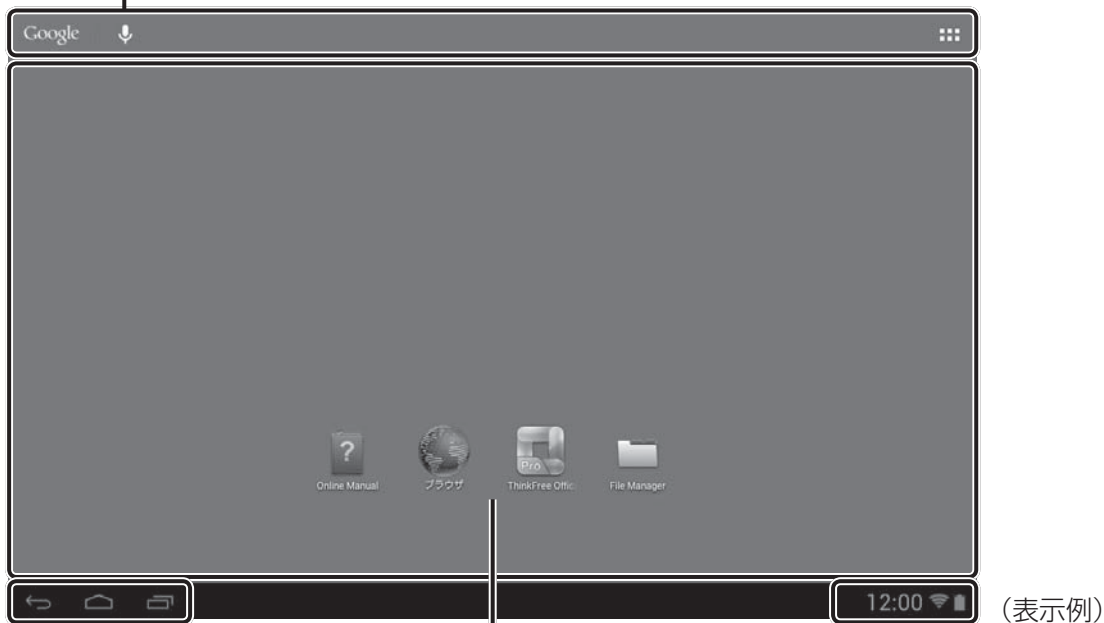 Google
Online Manual
ブラウザ
Pro
ThinkFree Offic
File Manager
12:00
（表示例）